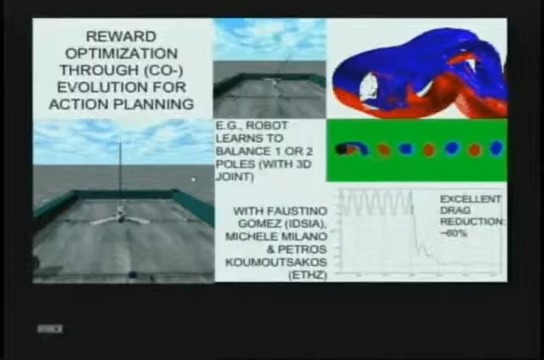 REWARD
OPTIMIZATION
THROUGH (CO-)
EVOLUTION FOR
ACTION PLANNING
E.G., ROBOT
LEARNS TO
BALANCE 1 OR 2
POLES (WITH 3D
JOINT)
WITH FAUSTINO
GOMEZ (IDSIA),
MICHELE MILANO
& PETROS
KOUMOUTSAKOS
(ETHZ)
EXCELLENT
DRAG
REDUCTION:
~60%